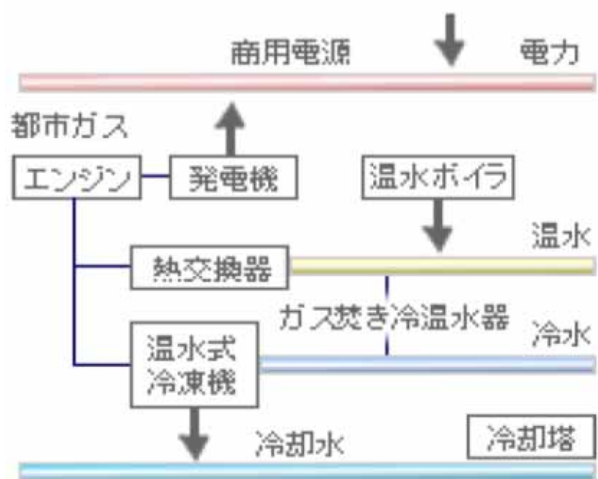 商用電源
電力
都市ガス
エンジン
発電機
温水ボイラ
温水
熱交換器
ガス焚き冷温水器
冷水
温水式
冷凍機
冷却水
冷却塔